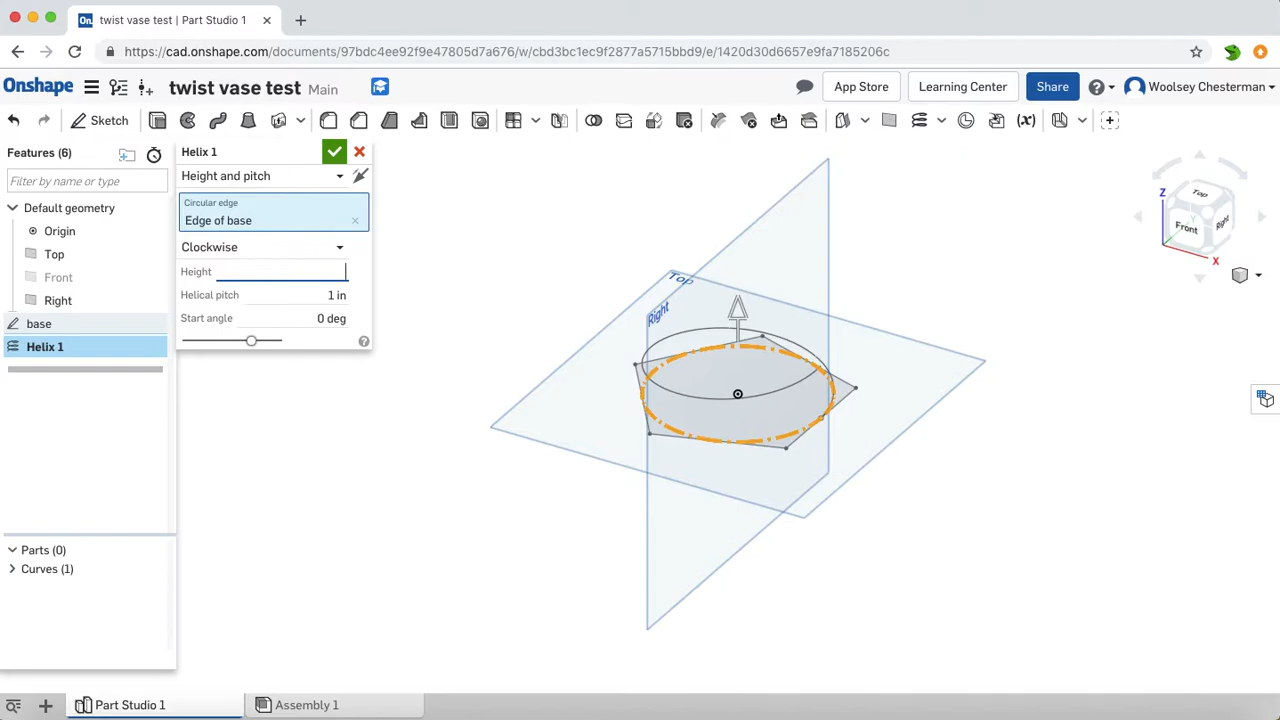 twist vase test | Part Studio 1
https://cad.onshape.com/documents/97bdc4ee92f9e47805d7a676/w/cbd3bc1ec9f2877a5715bbd9/e/1420d30d6657e9fa7185206c
Onshape
twist vase test Main
App Store
Learning Center
Share
Woolsey Chesterman
Sketch
Features (6)
Filter by name or type
Default geometry
Origin
Top
Front
Right
base
Helix 1
Parts (0)
Curves (1)
Helix 1
Height and pitch
Circular edge
Edge of base
Clockwise
Height
Helical pitch 1 in
Start angle 0 deg
Top
Right
Z
Top
Y
Front
Right
X
Part Studio 1
Assembly 1